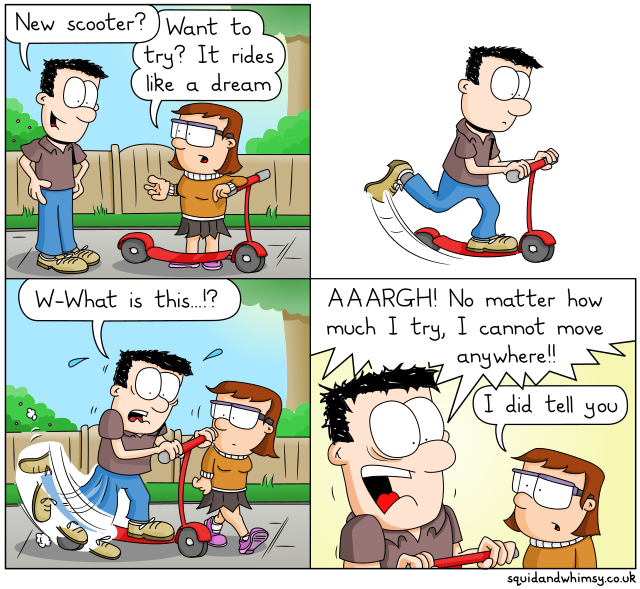 New scooter?
Want to
try? It rides
like a dream
W-What is this...!?
AAARGH! No matter how
much I try, I cannot move
anywhere!!
I did tell you
squidandwhimsy.co.uk